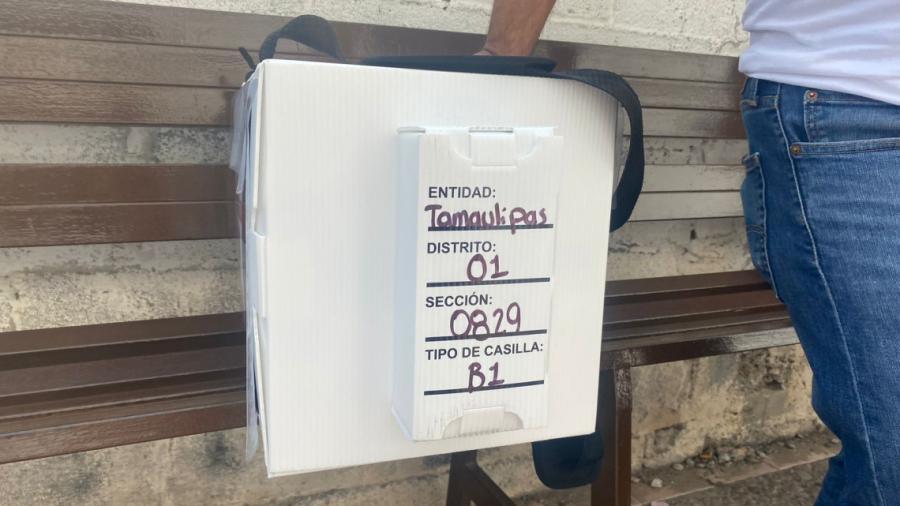 ENTIDAD:
Tamaulipas
DISTRITO:
01
SECCIÓN:
0829
TIPO DE CASILLA:
B1